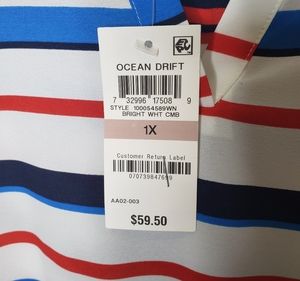 OCEAN DRIFT
7 32996 17508 9
STYLE 100054589WN
BRIGHT WHT CMB
1X
Customer Return Label
070739847699
AA02-003
$59.50